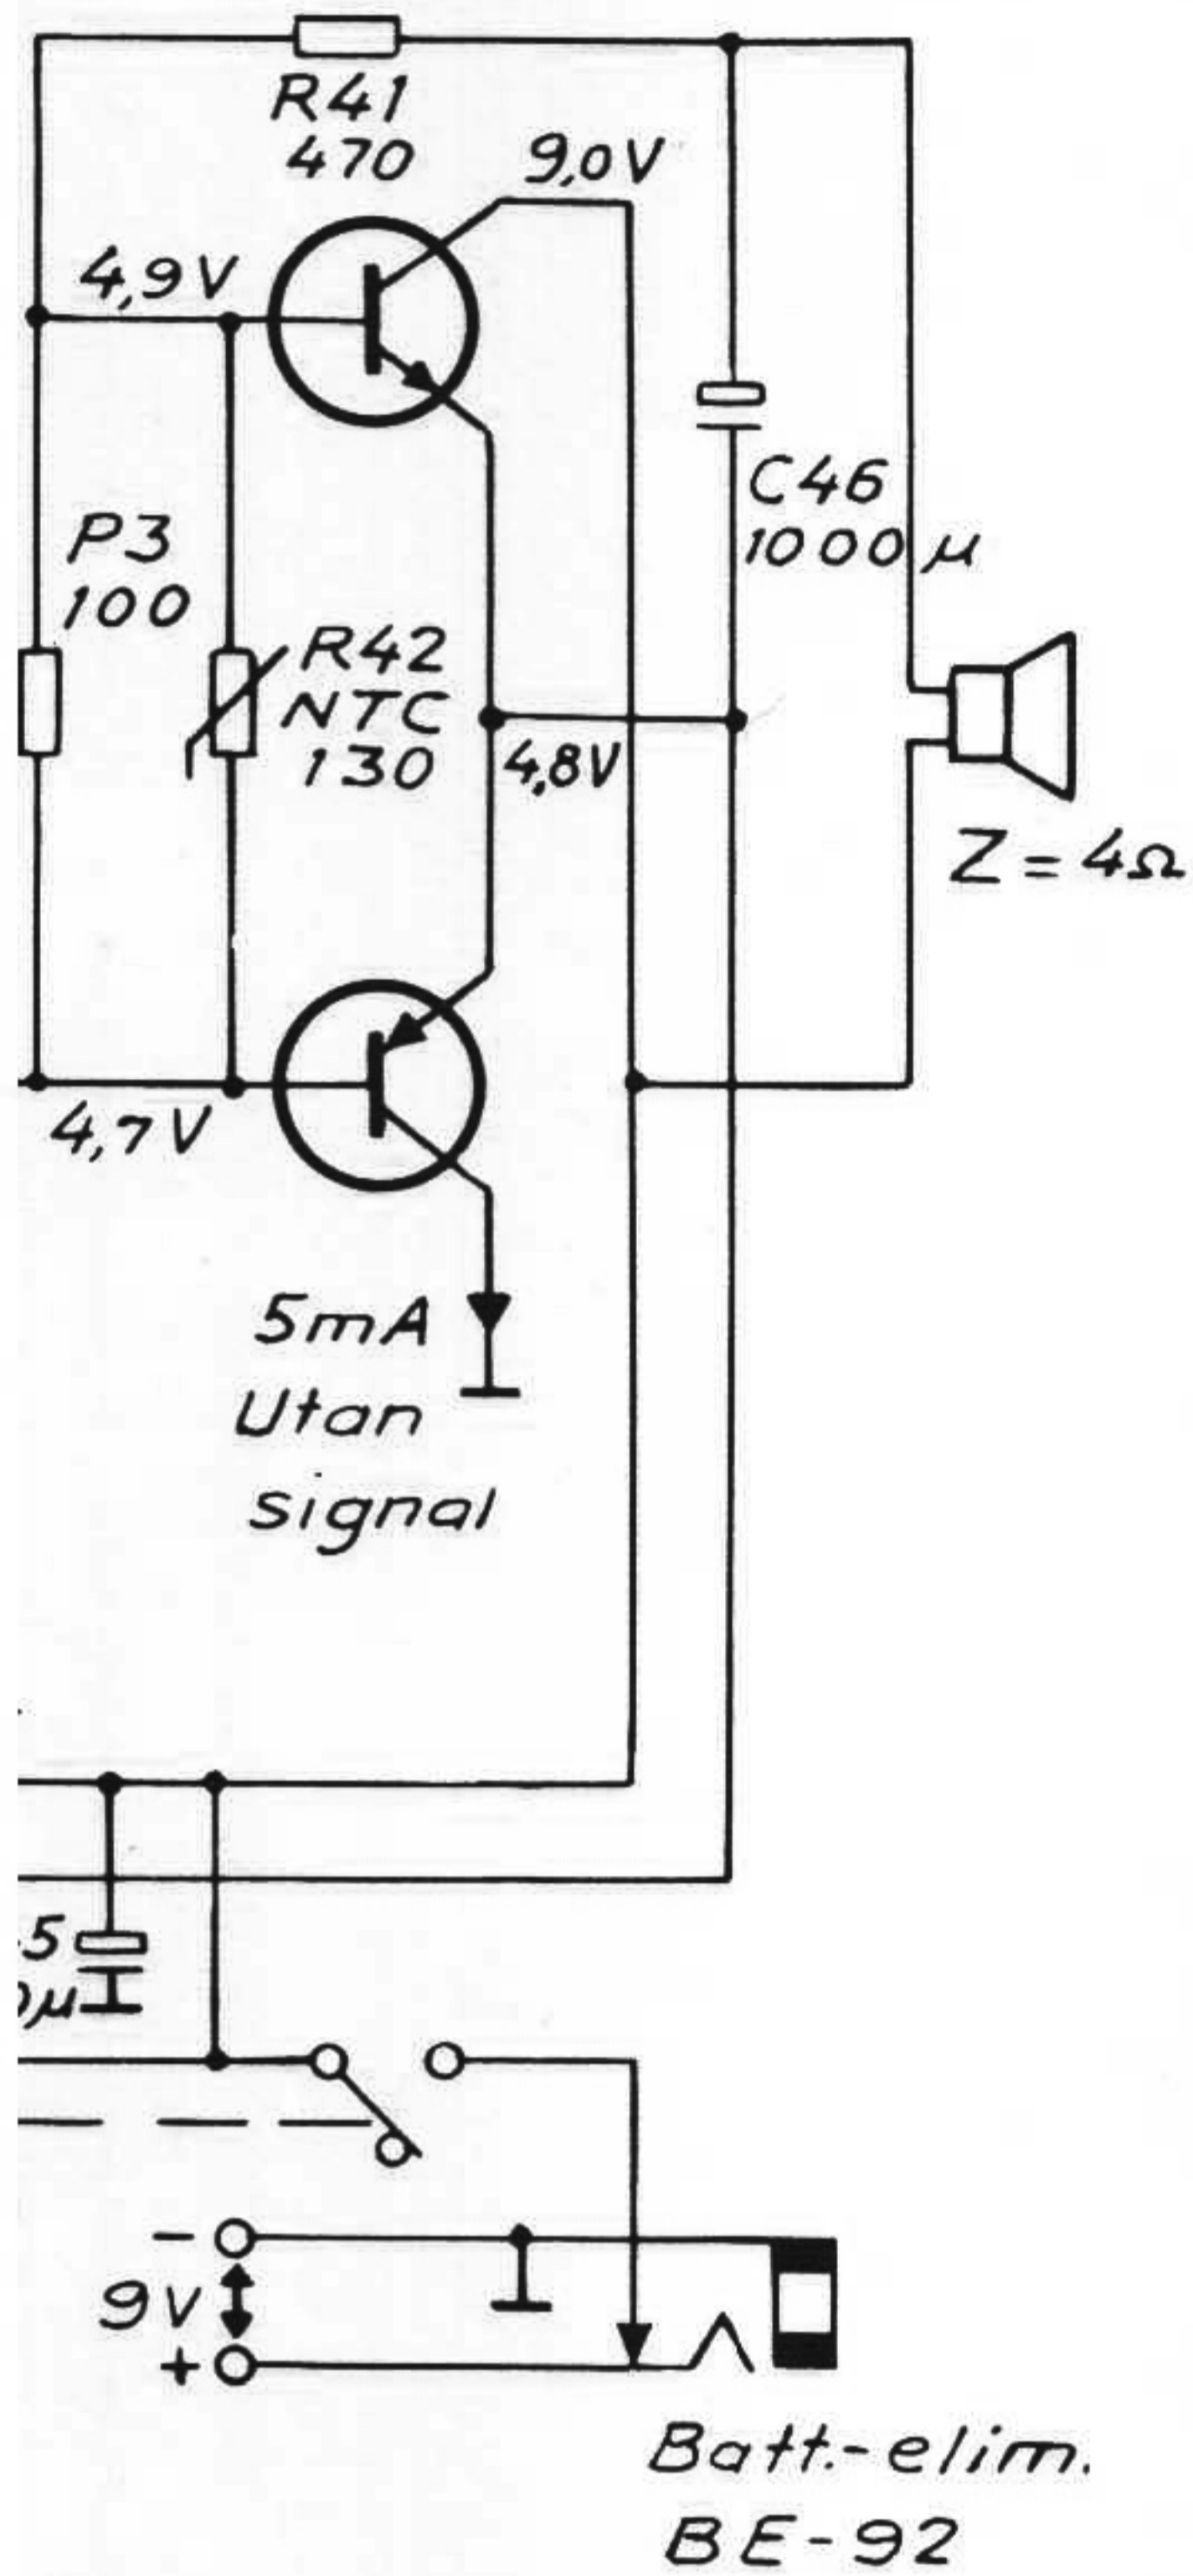 R41
470
9,0V
4,9V
C46
1000µ
P3
100
R42
NTC
130
4,8V
Z = 4Ω
4,7V
5mA
Utan
signal
5
µ
-
9V
+
Batt.-elim.
BE-92